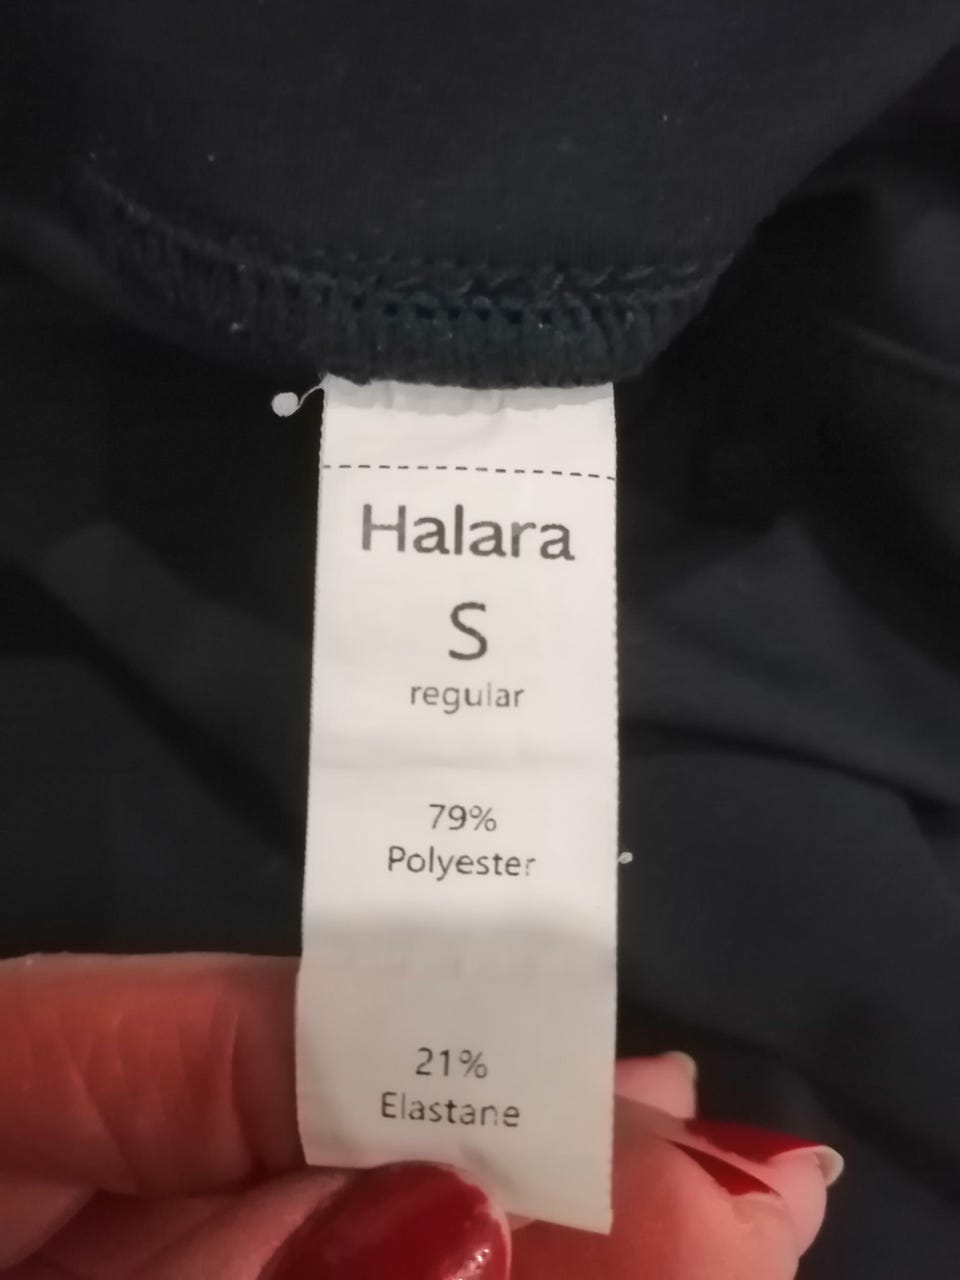 Halara
S
regular
79%
Polyester
21%
Elastane